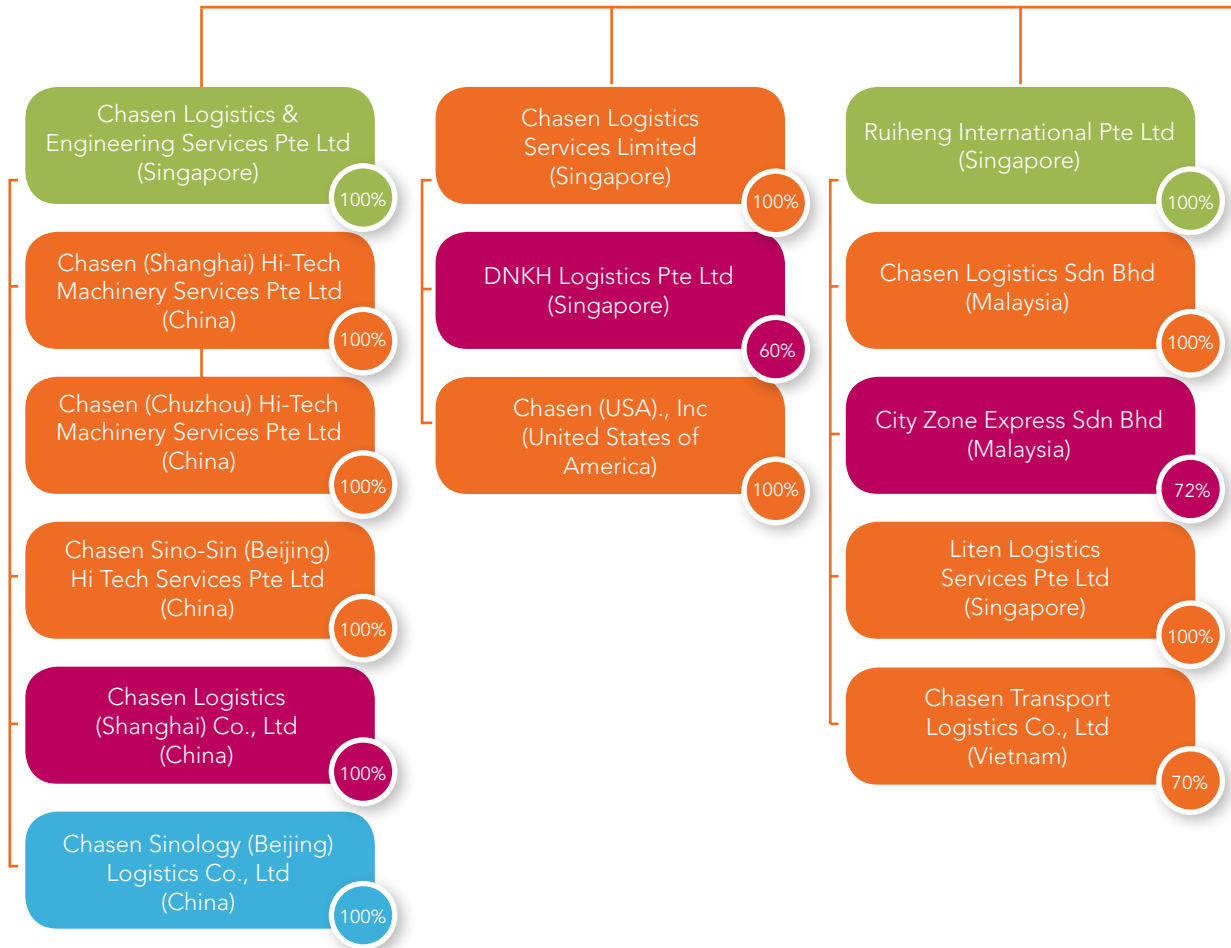 Chasen Logistics &
Engineering Services Pte Ltd
(Singapore)
100%
Chasen (Shanghai) Hi-Tech
Machinery Services Pte Ltd
(China)
100%
Chasen (Chuzhou) Hi-Tech
Machinery Services Pte Ltd
(China)
100%
Chasen Sino-Sin (Beijing)
Hi Tech Services Pte Ltd
(China)
100%
Chasen Logistics
(Shanghai) Co., Ltd
(China)
100%
Chasen Sinology (Beijing)
Logistics Co., Ltd
(China)
100%
Chasen Logistics
Services Limited
(Singapore)
100%
DNKH Logistics Pte Ltd
(Singapore)
60%
Chasen (USA)., Inc
(United States of
America)
100%
Ruiheng International Pte Ltd
(Singapore)
100%
Chasen Logistics Sdn Bhd
(Malaysia)
100%
City Zone Express Sdn Bhd
(Malaysia)
72%
Liten Logistics
Services Pte Ltd
(Singapore)
100%
Chasen Transport
Logistics Co., Ltd
(Vietnam)
70%